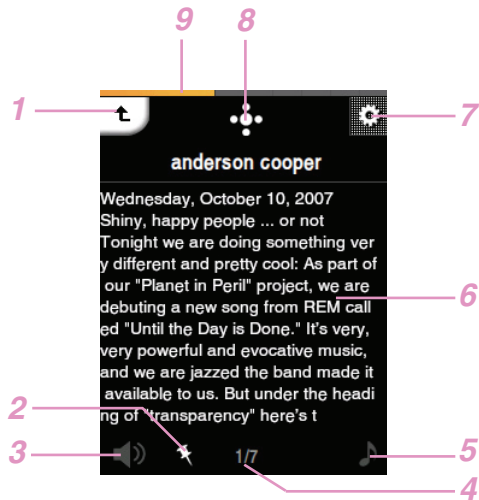 9 8
1
7
anderson cooper
Wednesday, October 10, 2007
Shiny, happy people ... or not
Tonight we are doing something ver
y different and pretty cool: As part of
our "Planet in Peril" project, we are
6
debuting a new song from REM call
ed "Until the Day is Done." It's very,
very powerful and evocative music,
and we are jazzed the band made it
available to us. But under the headi
2
ng of "transparency" here's t
3
1/7
5
4